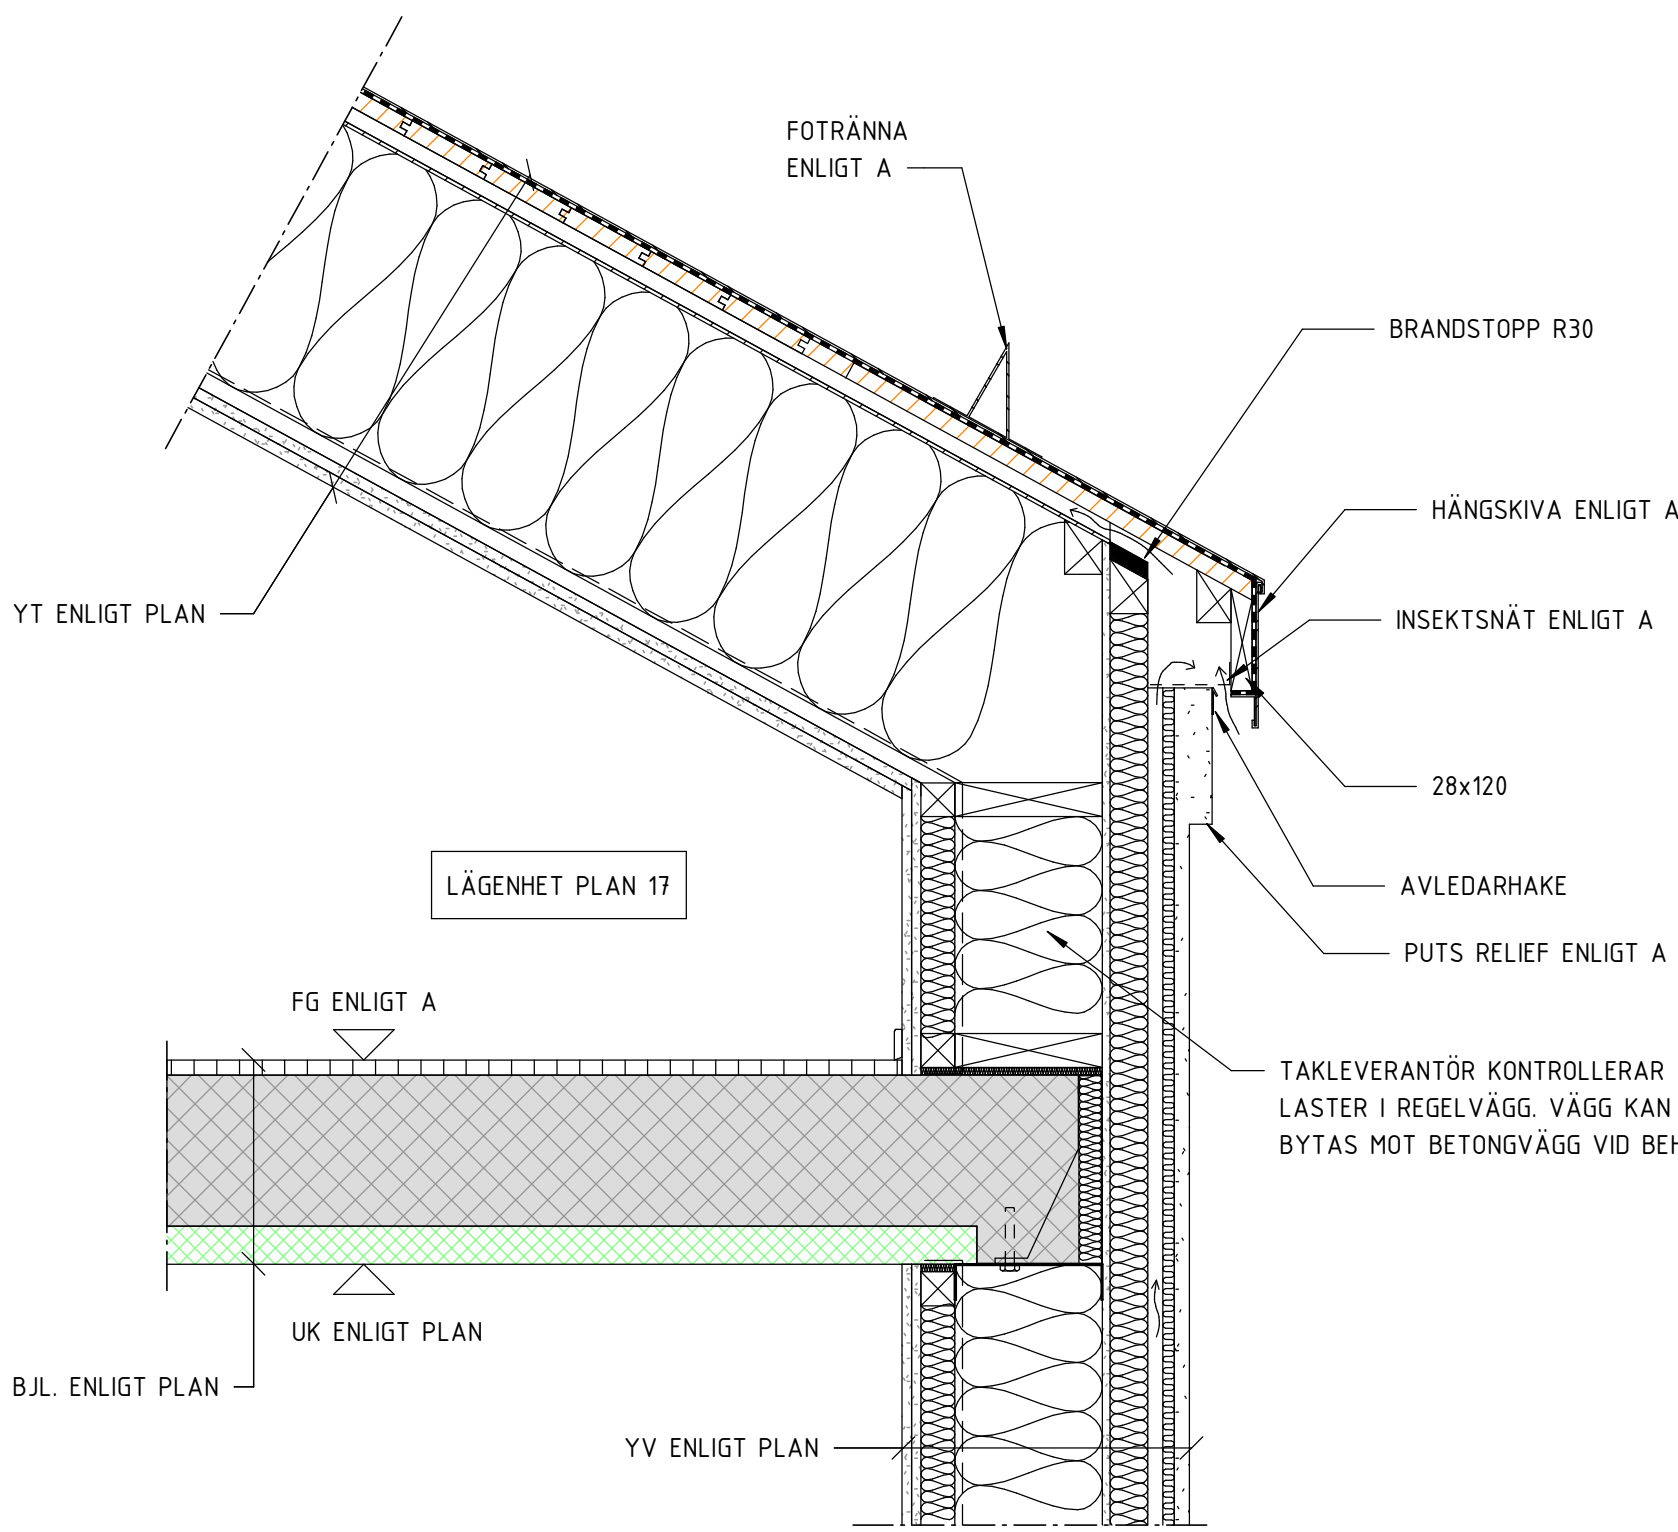 FOTRÄNNA
ENLIGT A
BRANDSTOPP R30
HÄNGSKIVA ENLIGT A
YT ENLIGT PLAN
INSEKTSNÄT ENLIGT A
28x120
LÄGENHET PLAN 17
AVLEDARHAKE
PUTS RELIEF ENLIGT A
FG ENLIGT A
TAKLEVERANTÖR KONTROLLERAR
LASTER I REGELVÄGG. VÄGG KAN
BYTAS MOT BETONGVÄGG VID
UK ENLIGT PLAN
BJL. ENLIGT PLAN
YV ENLIGT PLAN